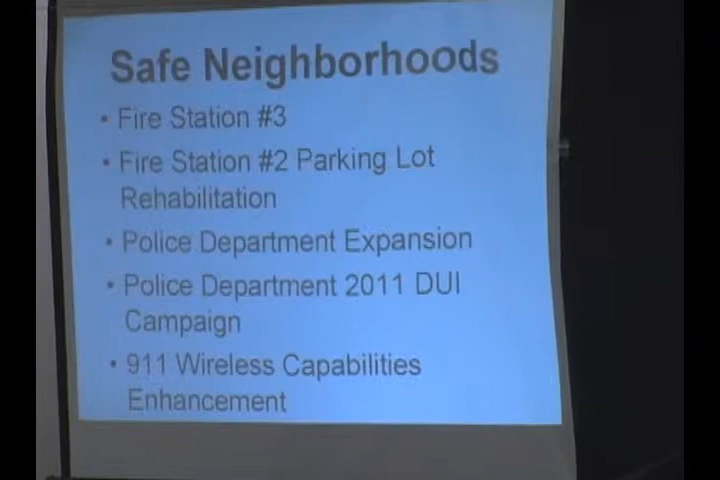 Safe Neighborhoods
• Fire Station #3
• Fire Station #2 Parking Lot
Rehabilitation
• Police Department Expansion
• Police Department 2011 DUI
Campaign
• 911 Wireless Capabilities
Enhancement